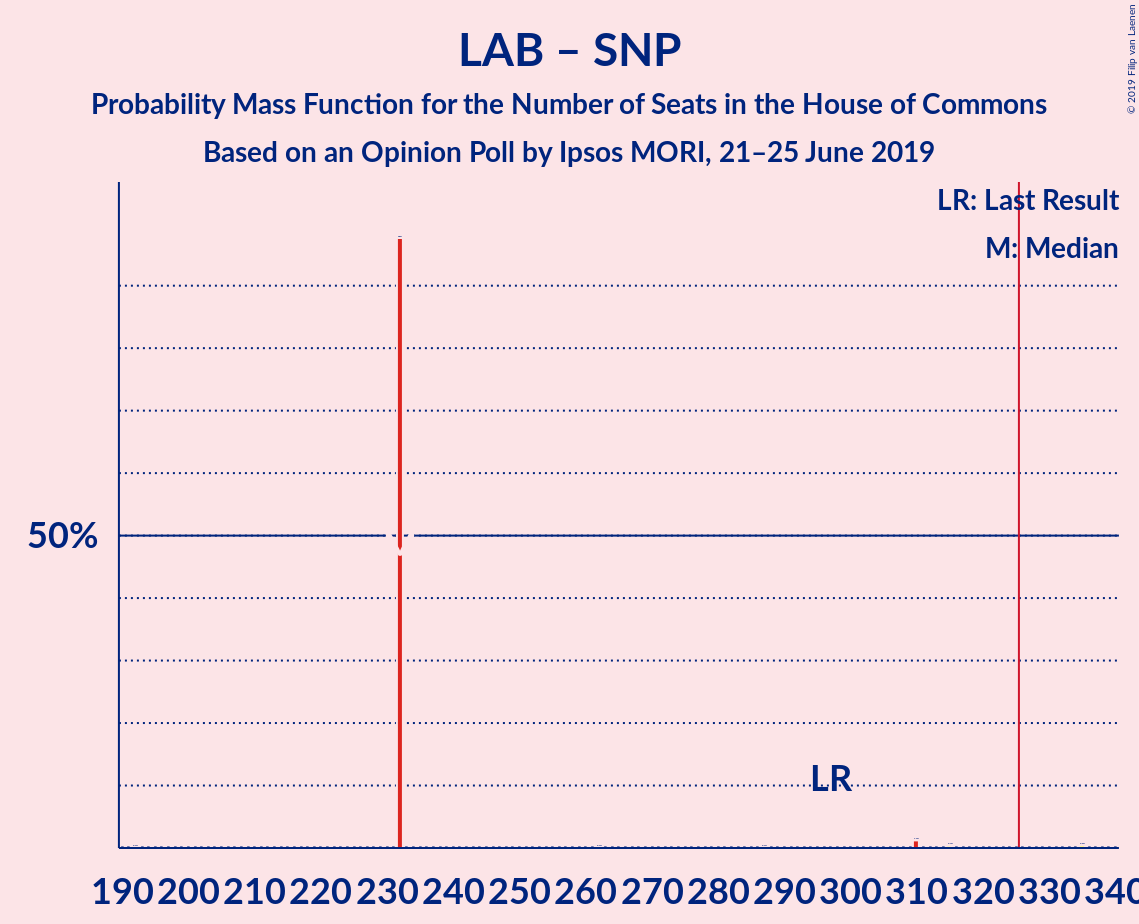 LAB – SNP
Probability Mass Function for the Number of Seats in the House of Commons
Based on an Opinion Poll by Ipsos MORI, 21–25 June 2019
© 2019 Filip van Laenen
LR: Last Result
M: Median
50%
LR
190 200 210 220 230 240 250 260 270 280 290 300 310 320 330 340